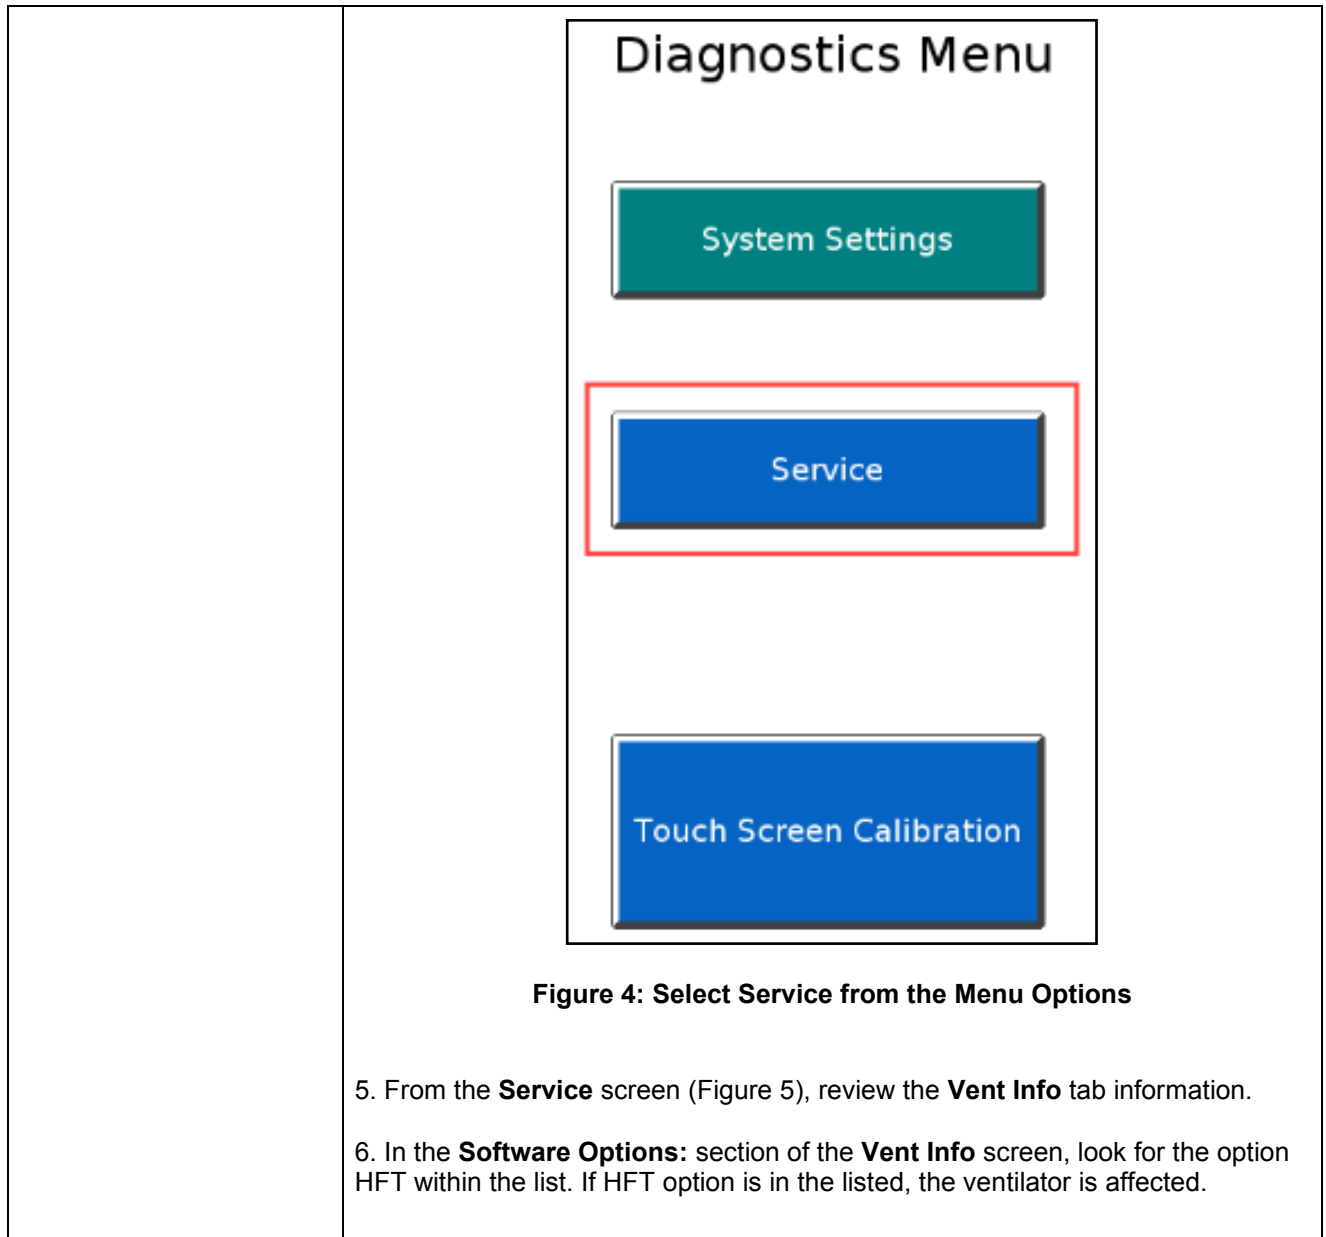 Diagnostics Menu
System Settings
Service
Touch Screen Calibration
Figure 4: Select Service from the Menu Options
5. From the Service screen (Figure 5), review the Vent Info tab information.
6. In the Software Options: section of the Vent Info screen, look for the option
HFT within the list. If HFT option is in the listed, the ventilator is affected.